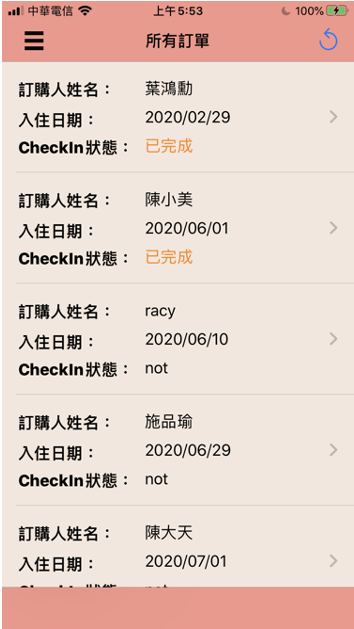 中華電信 上午5:53 100%
所有訂單
訂購人姓名： 葉鴻勳
入住日期： 2020/02/29
CheckIn狀態： 已完成
訂購人姓名： 陳小美
入住日期： 2020/06/01
CheckIn狀態： 已完成
訂購人姓名： racy
入住日期： 2020/06/10
CheckIn狀態： not
訂購人姓名： 施品瑜
入住日期： 2020/06/29
CheckIn狀態： not
訂購人姓名： 陳大天
入住日期： 2020/07/01